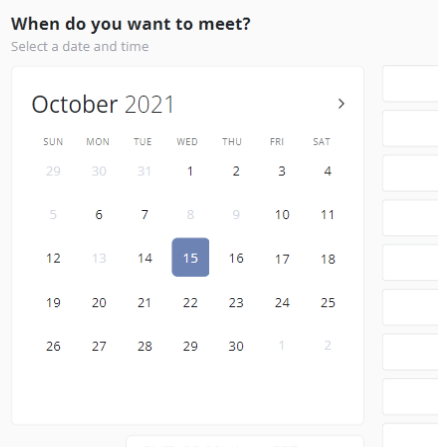 When do you want to meet?
Select a date and time
October 2021 >
SUN MON TUE WED THU FRI SAT
29 30 31 1 2 3 4
5 6 7 8 9 10 11
12 13 14 15 16 17 18
19 20 21 22 23 24 25
26 27 28 29 30 1 2